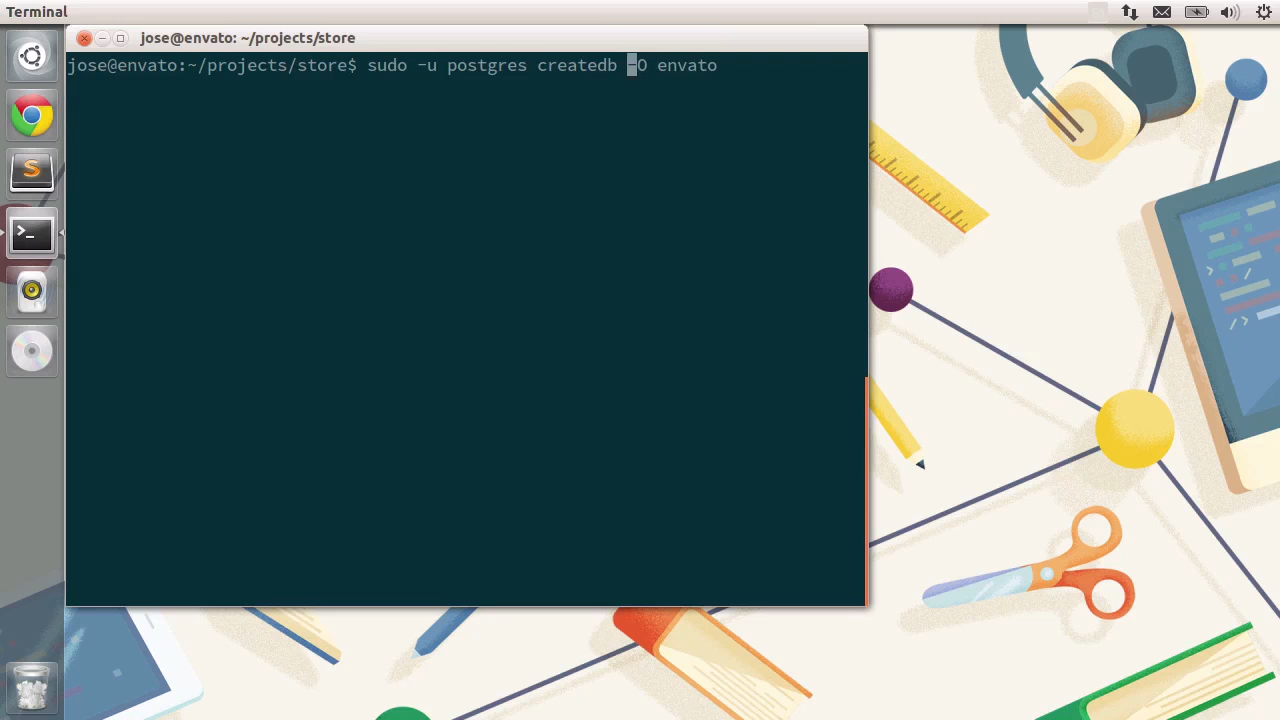 Terminal
jose@envato: ~/projects/store
jose@envato:~/projects/store$ sudo -u postgres createdb -O envato